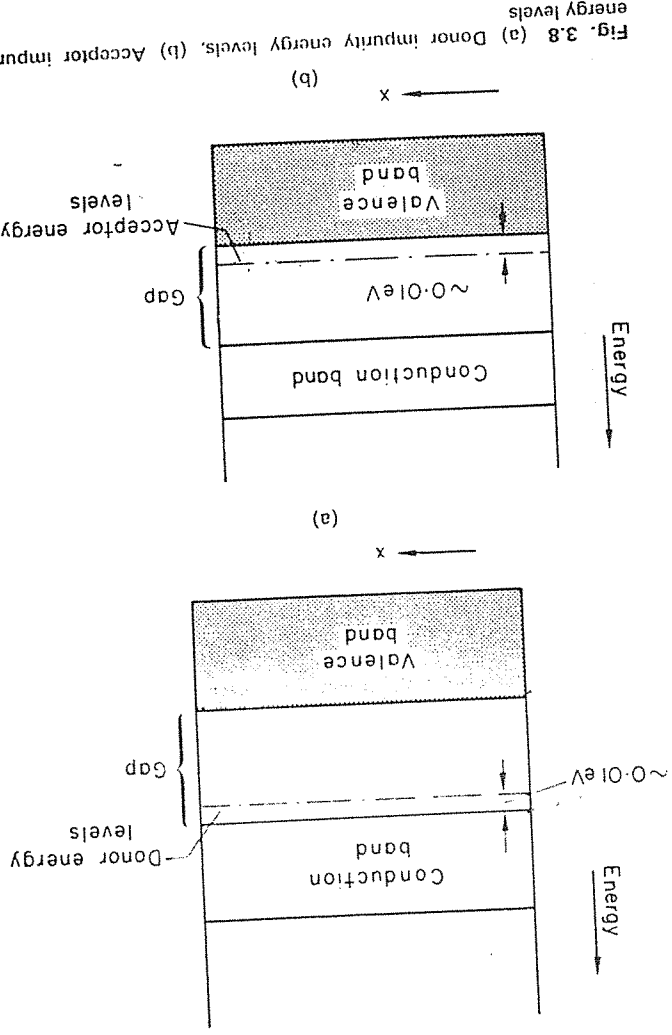 Energy
Conduction
band
Donor energy
levels
~0·01eV
Gap
Valence
band
x
(a)
Energy
Conduction band
~0·01eV
Gap
Acceptor energy
levels
Valence
band
x
(b)
Fig. 3.8 (a) Donor impurity energy levels, (b) Acceptor impur
energy levels